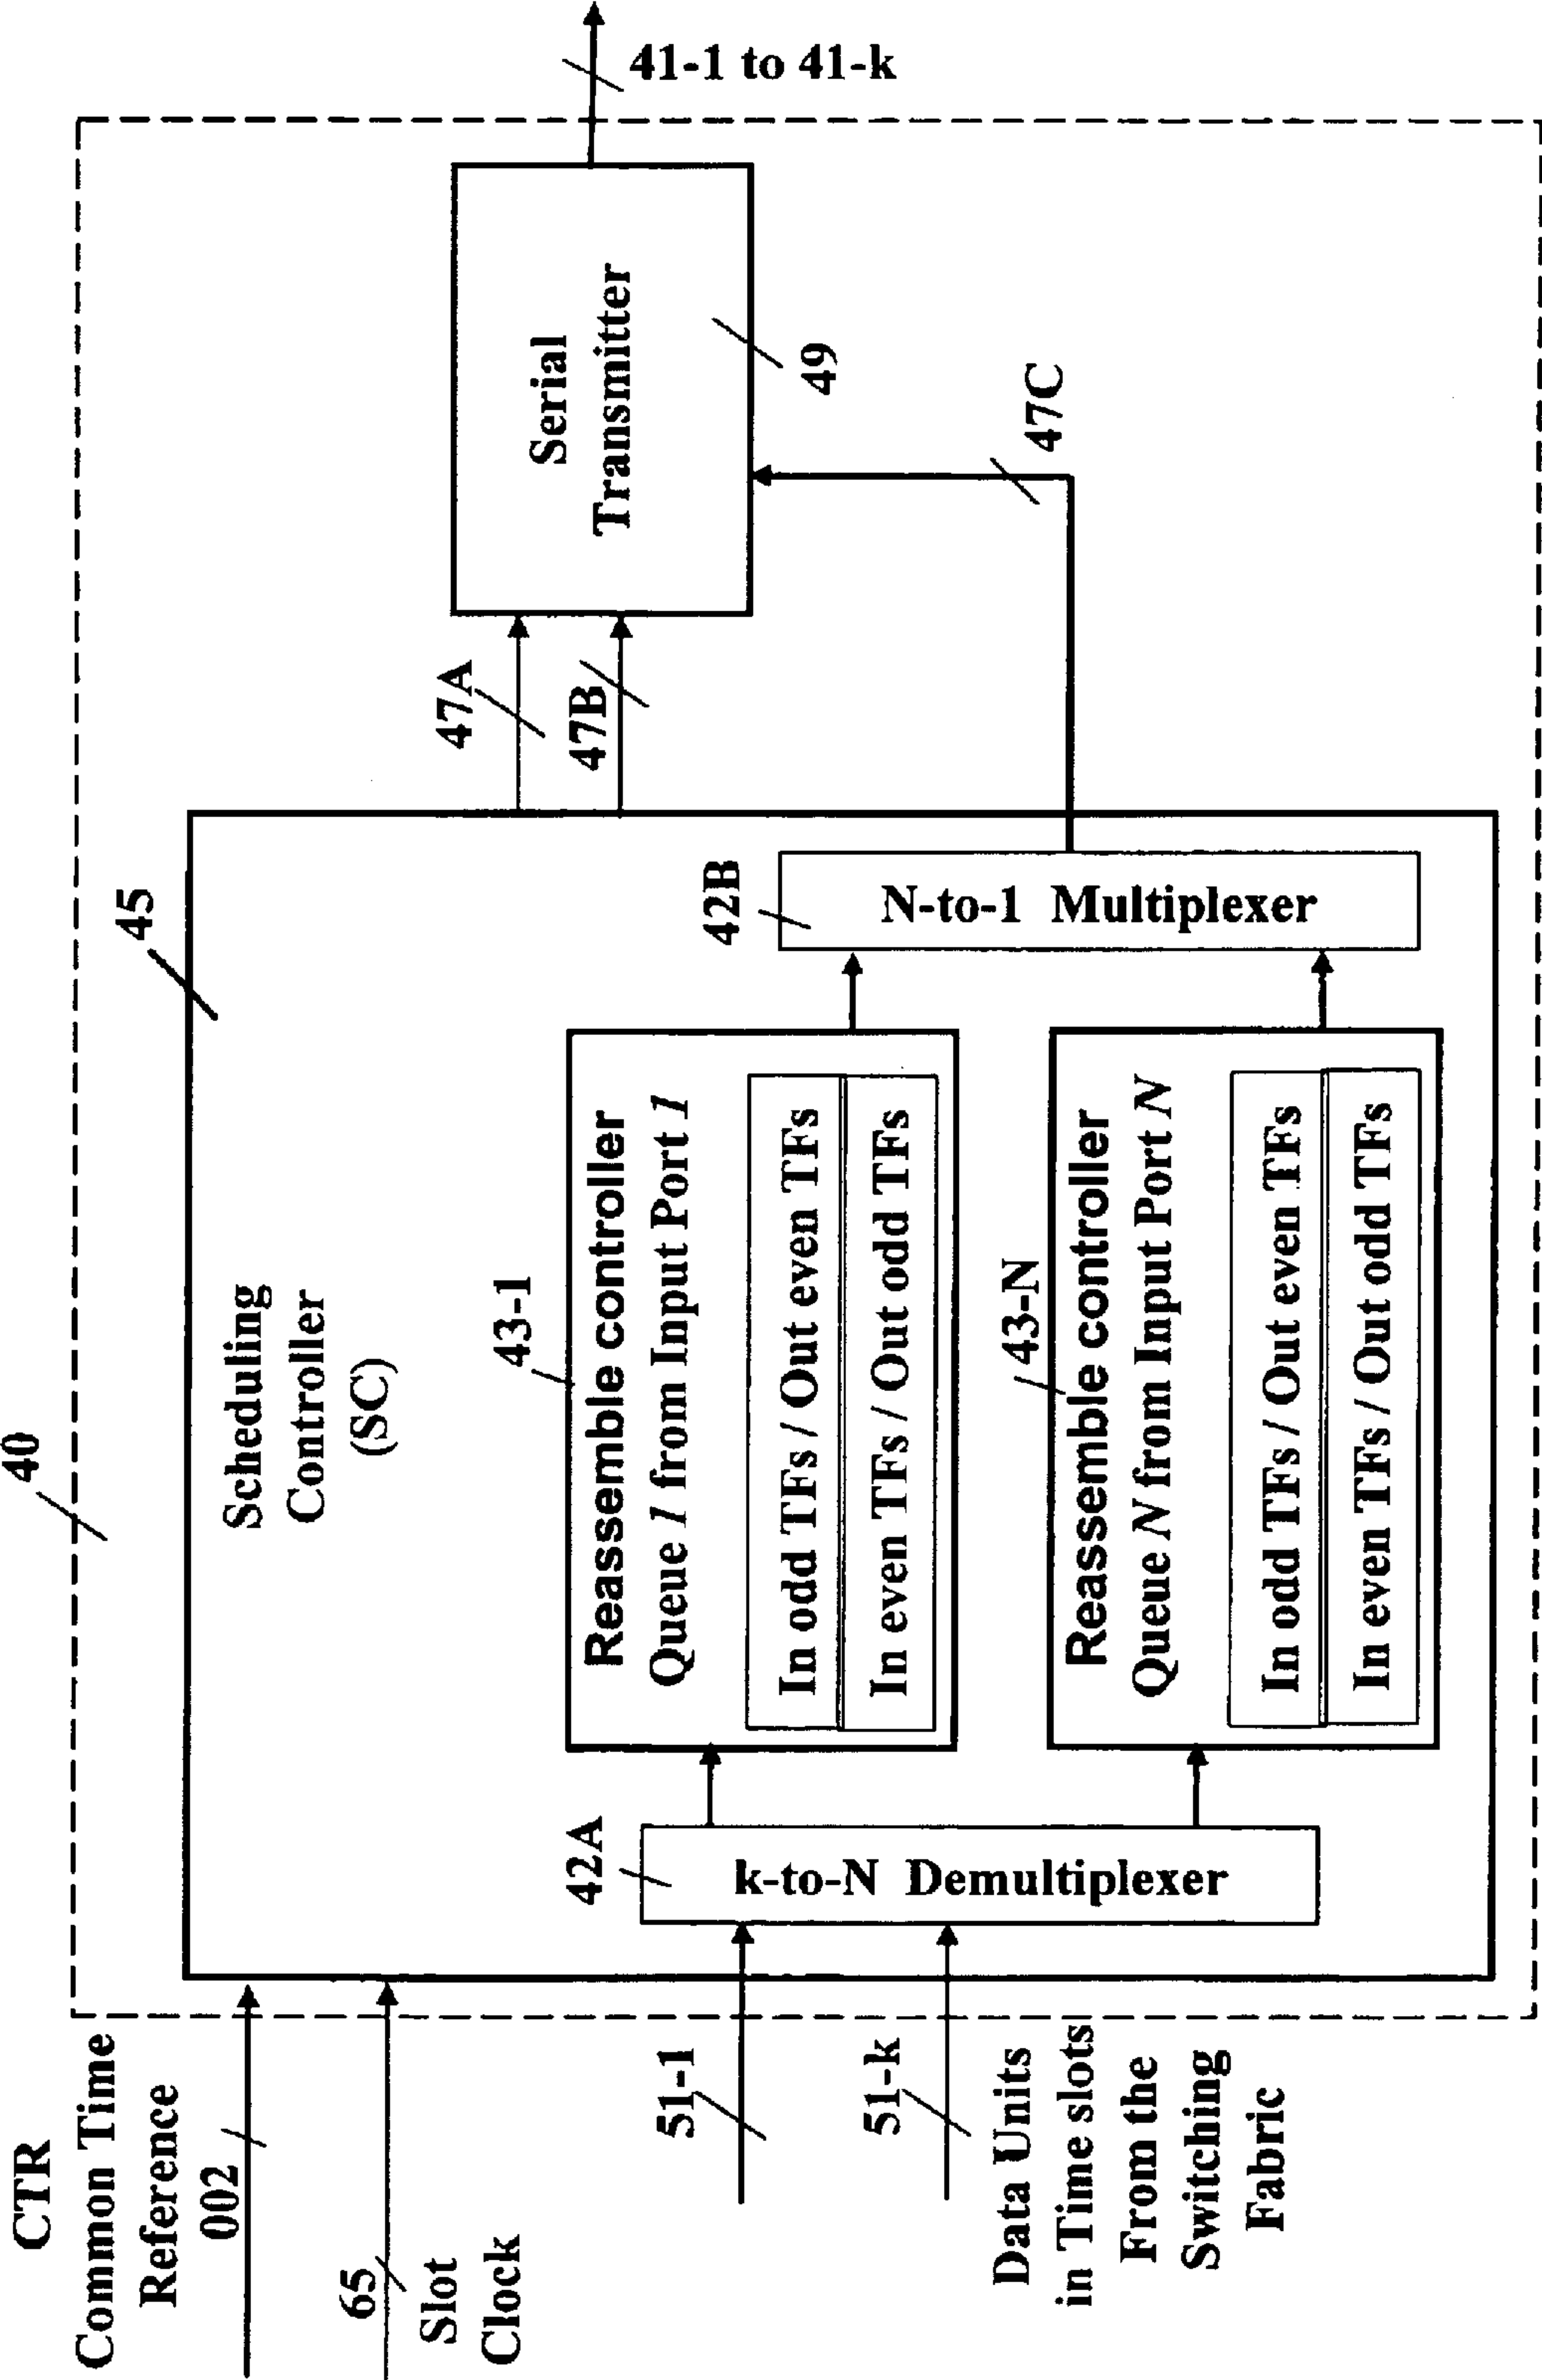 40
45
CTR
Common Time
Reference
002
65
Slot
Clock
Scheduling
Controller
(SC)
47A
47B
Serial
Transmitter
49
41-1 to 41-k
47C
51-1
51-k
Data Units
in Time slots
From the
Switching
Fabric
42A
k-to-N Demultiplexer
43-1
Reassemble controller
Queue 1 from Input Port 1
In odd TFs / Out even TFs
In even TFs / Out odd TFs
43-N
Reassemble controller
Queue N from Input Port N
In odd TFs / Out even TFs
In even TFs / Out odd TFs
42B
N-to-1 Multiplexer